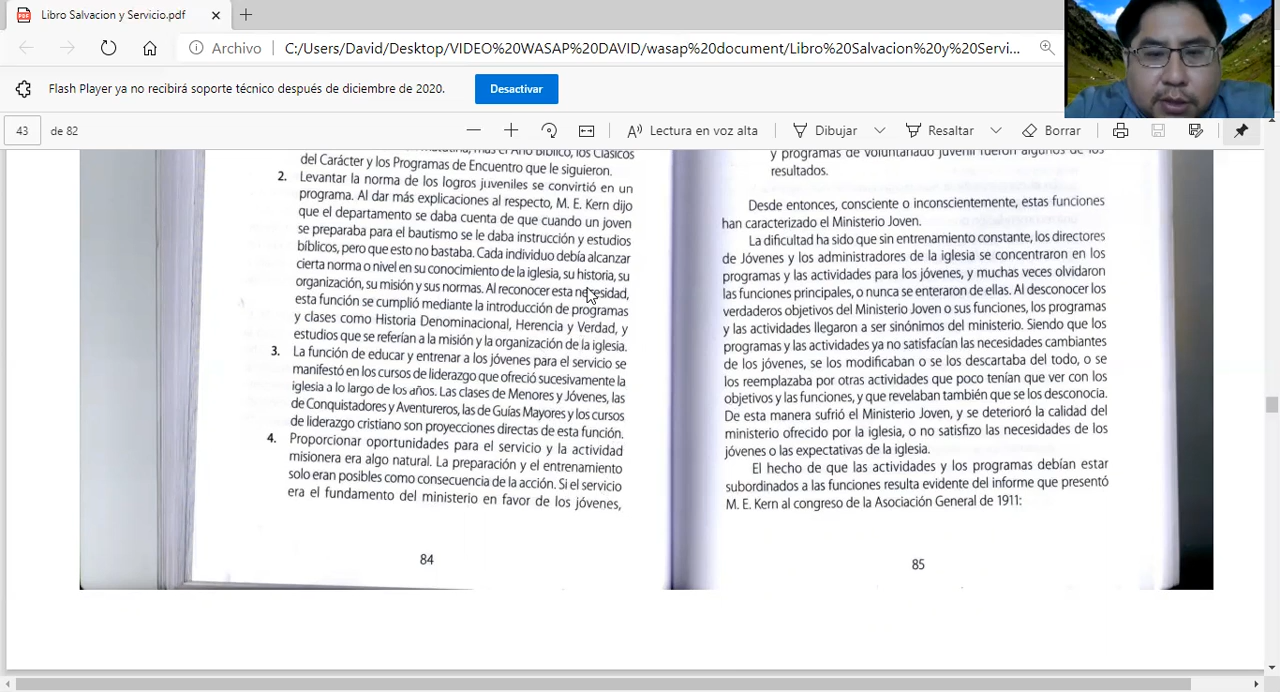 Libro Salvacion y Servicio.pdf
Archivo
C:/Users/David/Desktop/VIDEO%20WASAP%20DAVID/wasap%20document/Libro%20Salvacion%20y%20Servi...
Flash Player ya no recibirá soporte técnico después de diciembre de 2020.
Desactivar
43 de 82
Lectura en voz alta
Dibujar
Resaltar
Borrar
más el Año bíblico, los Clásicos
del Carácter y los Programas de Encuentro que le siguieron.
2. Levantar la norma de los logros juveniles se convirtió en un
programa. Al dar más explicaciones al respecto, M. E. Kern dijo
que el departamento se daba cuenta de que cuando un joven
se preparaba para el bautismo se le daba instrucción y estudios
bíblicos, pero que esto no bastaba. Cada individuo debía alcanzar
cierta norma o nivel en su conocimiento de la iglesia, su historia, su
organización, su misión y sus normas. Al reconocer esta necesidad,
esta función se cumplió mediante la introducción de programas
y clases como Historia Denominacional, Herencia y Verdad, y
estudios que se referían a la misión y la organización de la iglesia.
3. La función de educar y entrenar a los jóvenes para el servicio se
manifestó en los cursos de liderazgo que ofreció sucesivamente la
iglesia a lo largo de los años. Las clases de Menores y Jóvenes, las
de Conquistadores y Aventureros, las de Guías Mayores y los cursos
de liderazgo cristiano son proyecciones directas de esta función.
4. Proporcionar oportunidades para el servicio y la actividad
misionera era algo natural. La preparación y el entrenamiento
solo eran posibles como consecuencia de la acción. Si el servicio
era el fundamento del ministerio en favor de los jóvenes,
84
y programas de voluntariado juvenil fueron algunos de los
resultados.
Desde entonces, consciente o inconscientemente, estas funciones
han caracterizado el Ministerio Joven.
La dificultad ha sido que sin entrenamiento constante, los directores
de Jóvenes y los administradores de la iglesia se concentraron en los
programas y las actividades para los jóvenes, y muchas veces olvidaron
las funciones principales, o nunca se enteraron de ellas. Al desconocer los
verdaderos objetivos del Ministerio Joven o sus funciones, los programas
y las actividades llegaron a ser sinónimos del ministerio. Siendo que los
programas y las actividades ya no satisfacían las necesidades cambiantes
de los jóvenes, se los modificaban o se los descartaba del todo, o se
los reemplazaba por otras actividades que poco tenían que ver con los
objetivos y las funciones, y que revelaban también que se los desconocía.
De esta manera sufrió el Ministerio Joven, y se deterioró la calidad del
ministerio ofrecido por la iglesia, o no satisfizo las necesidades de los
jóvenes o las expectativas de la iglesia.
El hecho de que las actividades y los programas debían estar
subordinados a las funciones resulta evidente del informe que presentó
M. E. Kern al congreso de la Asociación General de 1911:
85